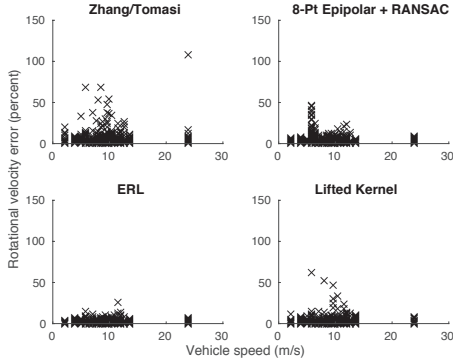 Zhang/Tomasi
8-Pt Epipolar + RANSAC
150
100
50
0
0 10 20 30
150
100
50
0
0 10 20 30
Rotational velocity error (percent)
ERL
Lifted Kernel
150
100
50
0
0 10 20 30
150
100
50
0
0 10 20 30
Vehicle speed (m/s)